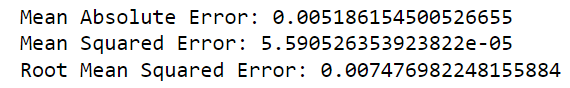 Mean Absolute Error: 0.005186154500526655
Mean Squared Error: 5.590526353923822e-05
Root Mean Squared Error: 0.007476982248155884